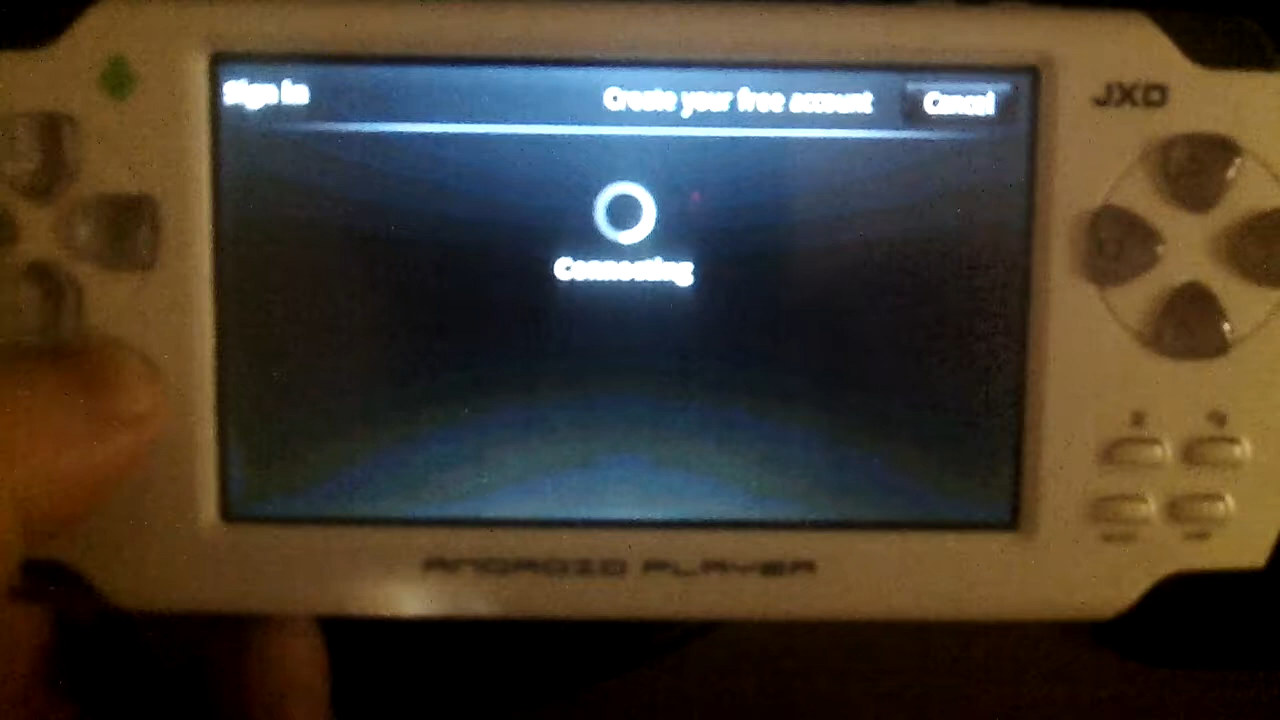 Sign In
Create your free account
Cancel
JXD
Connecting
ANDROID PLAYER